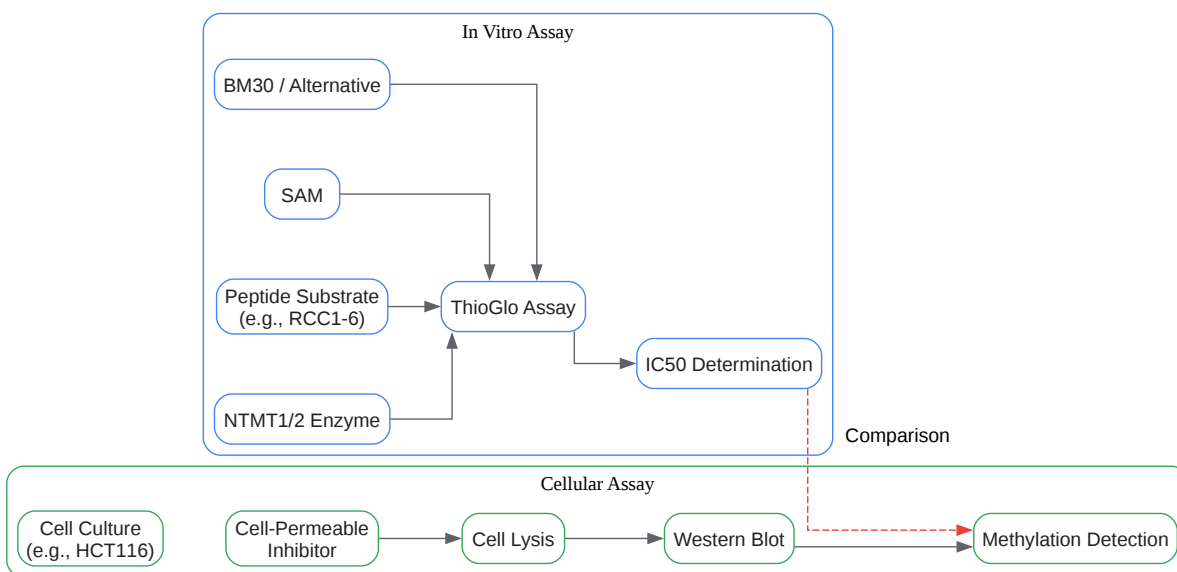 In Vitro Assay
BM30 / Alternative
SAM
Peptide Substrate
(e.g., RCC1-6)
ThioGlo Assay
IC50 Determination
NTMT1/2 Enzyme
Comparison
Cellular Assay
Cell Culture
(e.g., HCT116)
Cell-Permeable
Inhibitor
Cell Lysis
Western Blot
Methylation Detection